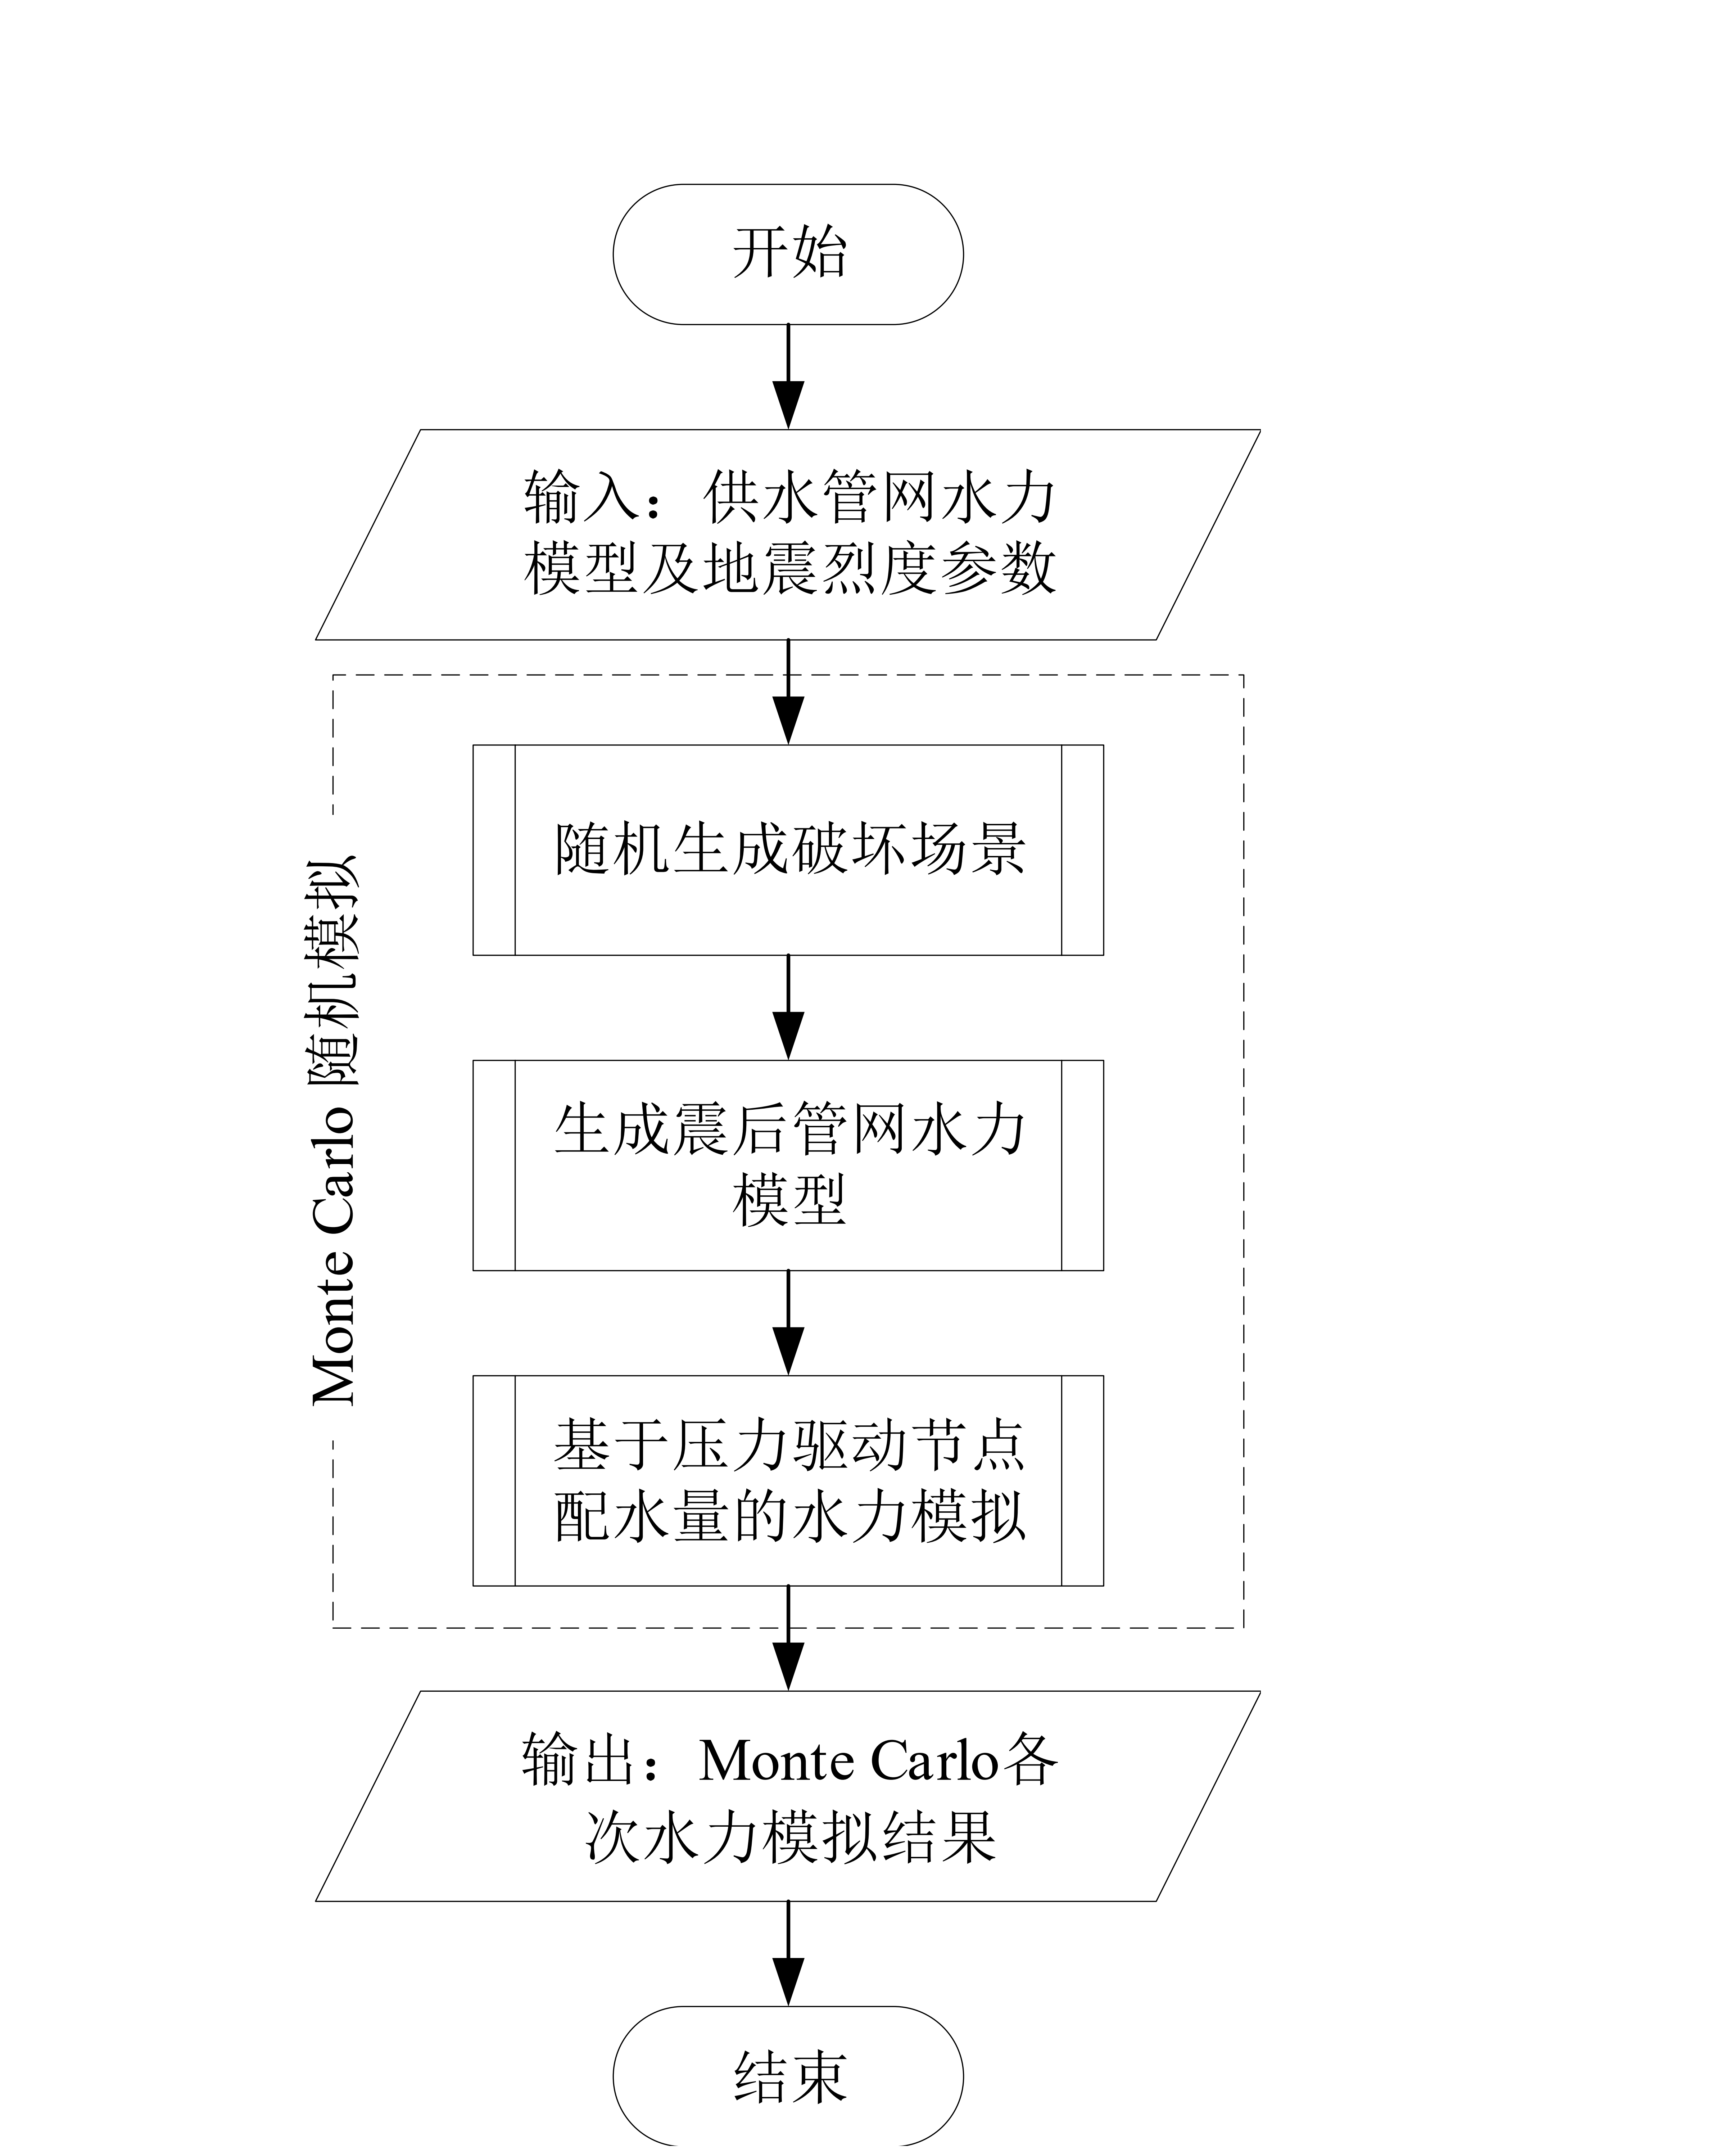 开始
输入：供水管网水力
模型及地震烈度参数
Monte Carlo 随机模拟
随机生成破坏场景
生成震后管网水力
模型
基于压力驱动节点
配水量的水力模拟
输出：Monte Carlo各
次水力模拟结果
结束